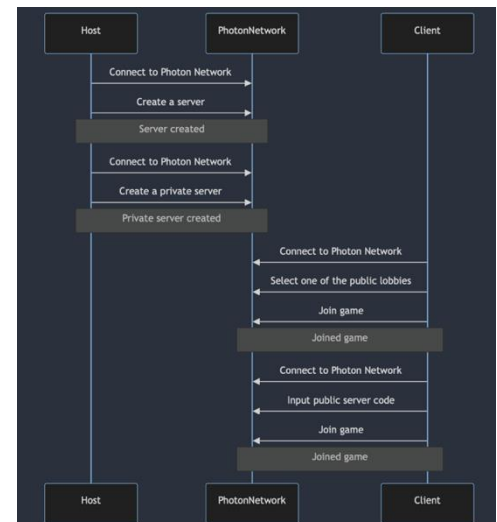 Host
PhotonNetwork
Client
Connect to Photon Network
Create a server
Server created
Connect to Photon Network
Create a private server
Private server created
Connect to Photon Network
Select one of the public lobbies
Join game
Joined game
Connect to Photon Network
Input public server code
Join game
Joined game
Host
PhotonNetwork
Client